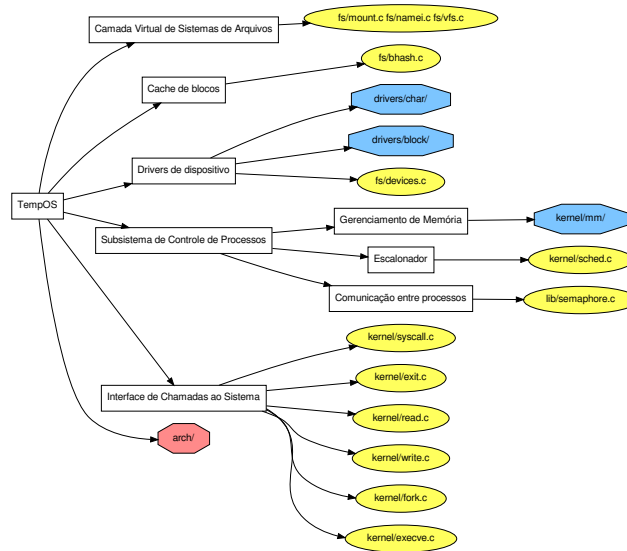 Camada Virtual de Sistemas de Arquivos
fs/mount.c fs/namei.c fs/vfs.c
Cache de blocos
fs/bhash.c
drivers/char/
Drivers de dispositivo
drivers/block/
fs/devices.c
TempOS
Subsistema de Controle de Processos
Gerenciamento de Memória
kernel/mm/
Escalonador
kernel/sched.c
Comunicação entre processos
lib/semaphore.c
kernel/syscall.c
Interface de Chamadas ao Sistema
kernel/exit.c
kernel/read.c
arch/
kernel/write.c
kernel/fork.c
kernel/execve.c